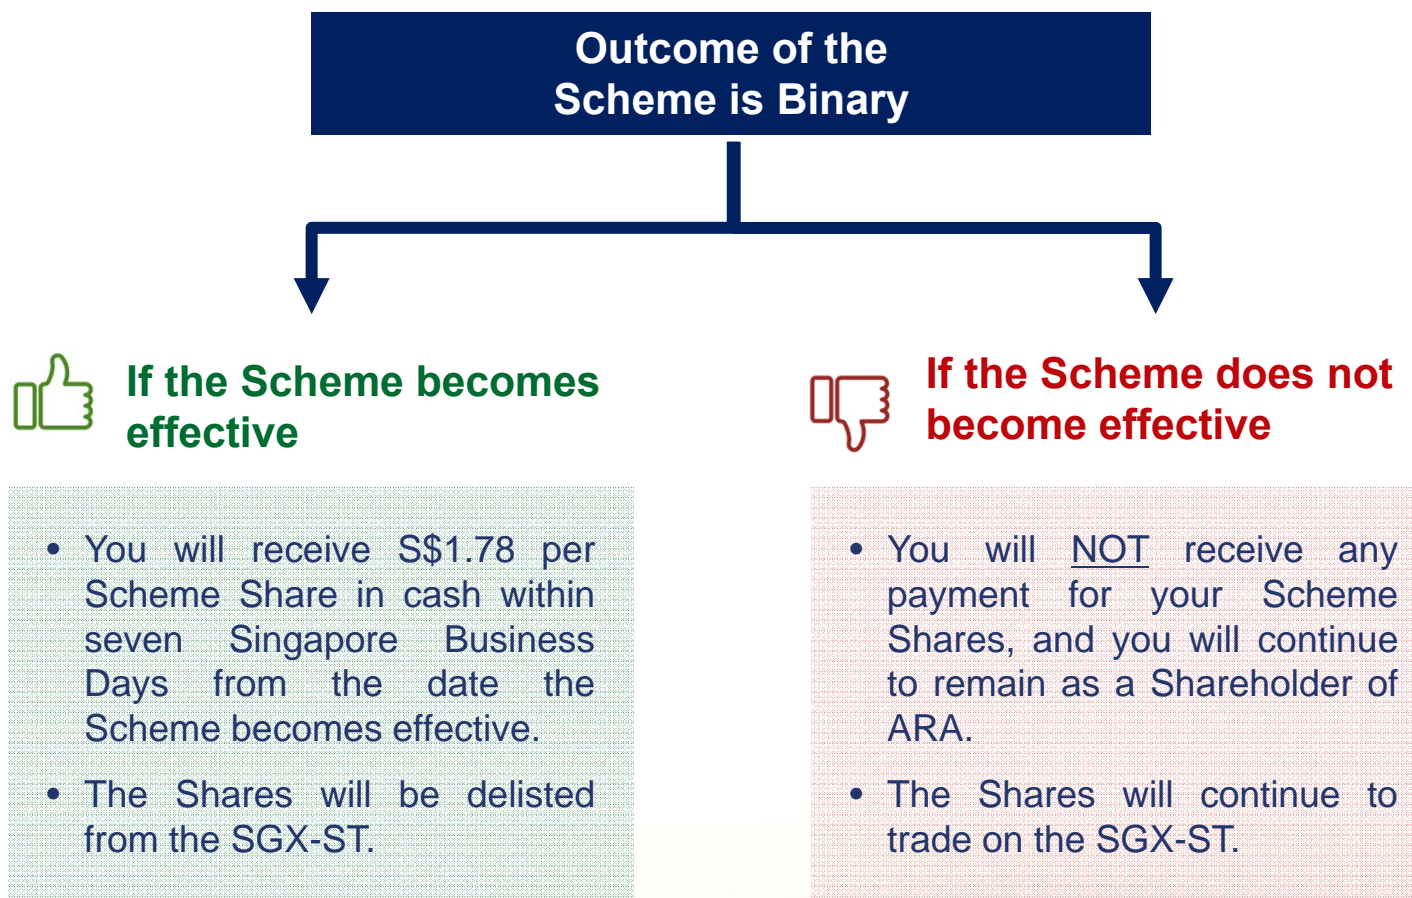 Outcome of the
Scheme is Binary
If the Scheme becomes
effective
• You will receive S$1.78 per
Scheme Share in cash within
seven Singapore Business
Days from the date the
Scheme becomes effective.
• The Shares will be delisted
from the SGX-ST.
If the Scheme does not
become effective
• You will NOT receive any
payment for your Scheme
Shares, and you will continue
to remain as a Shareholder of
ARA.
• The Shares will continue to
trade on the SGX-ST.